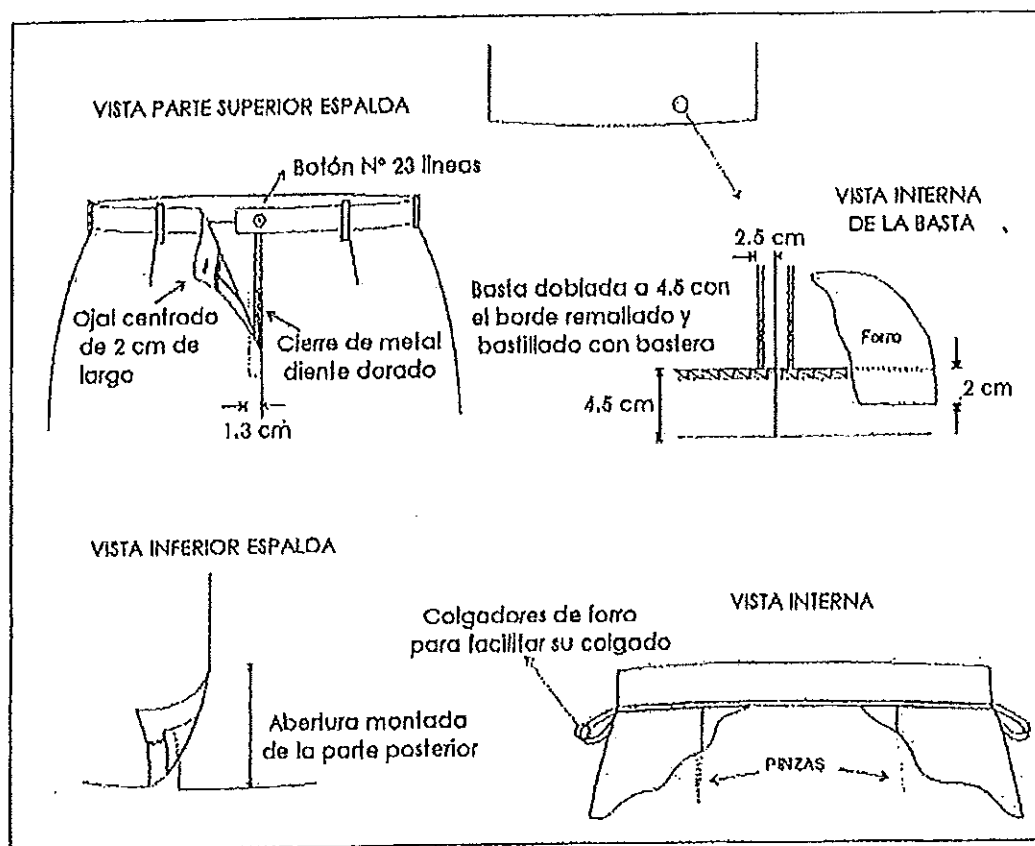 VISTA PARTE SUPERIOR ESPALDA
Botón N° 23 líneas
Ojal centrado
de 2 cm de
largo
Cierre de metal
diente dorado
1.3 cm
VISTA INTERNA
DE LA BASTA
2.5 cm
Basta doblada a 4.5 con
el borde remallado y
bastillado con bastera
Forro
4.5 cm
2 cm
VISTA INFERIOR ESPALDA
Abertura montada
de la parte posterior
VISTA INTERNA
Colgadores de forro
para facilitar su colgado
PINZAS